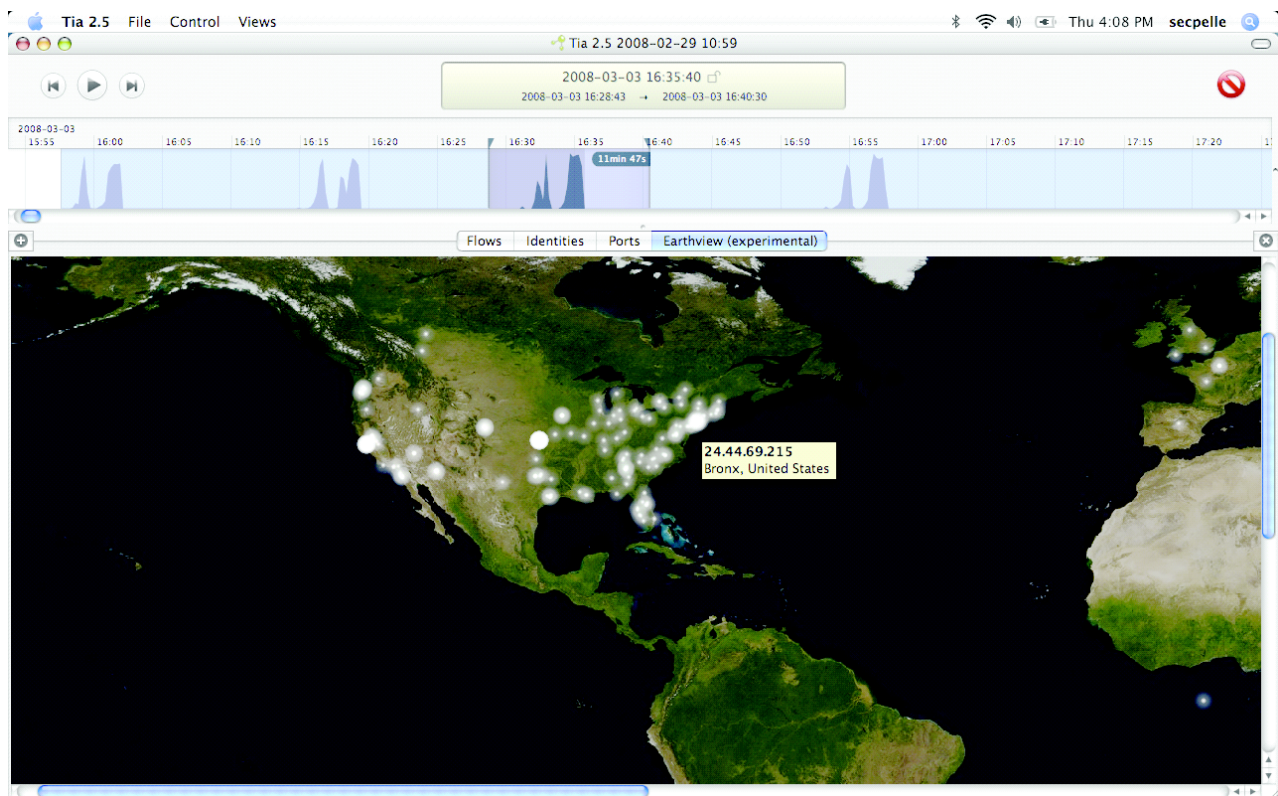 Tia 2.5 File Control Views Thu 4:08 PM secpelle
Tia 2.5 2008-02-29 10:59
2008-03-03 16:35:40
2008-03-03 16:28:43 → 2008-03-03 16:40:30
2008-03-03
15:55 16:00 16:05 16:10 16:15 16:20 16:25 16:30 16:35 16:40 16:45 16:50 16:55 17:00 17:05 17:10 17:15 17:20
11min 47s
Flows Identities Ports Earthview (experimental)
24.44.69.215
Bronx, United States